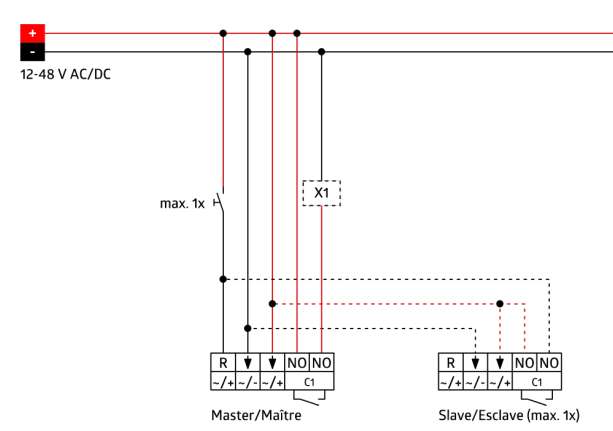 +
-
12-48 V AC/DC
X1
max. 1x
R NO NO R NO NO
~/+ ~/- ~/+ C1 ~/+ ~/- ~/+ C1
Master/Maître Slave/Esclave (max. 1x)